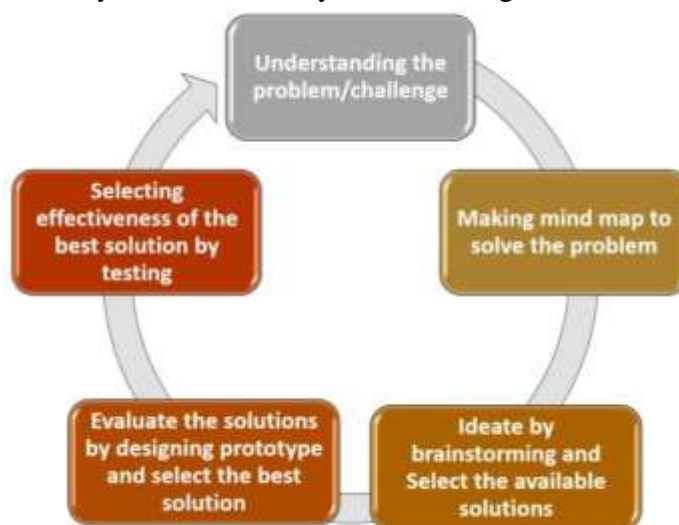 Understanding the
problem/challenge
Making mind map to
solve the problem
Ideate by
brainstorming and
Select the available
solutions
Evaluate the solutions
by designing prototype
and select the best
solution
Selecting
effectiveness of the
best solution by
testing